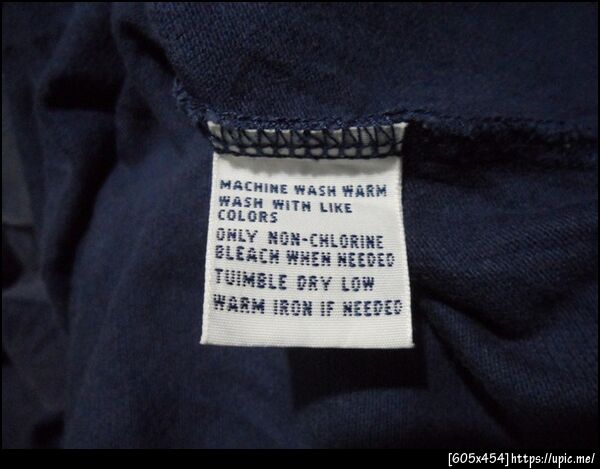 MACHINE WASH WARM
WASH WITH LIKE
COLORS
ONLY NON-CHLORINE
BLEACH WHEN NEEDED
TUIMBLE DRY LOW
WARM IRON IF NEEDED
[605x454]https://upic.me/